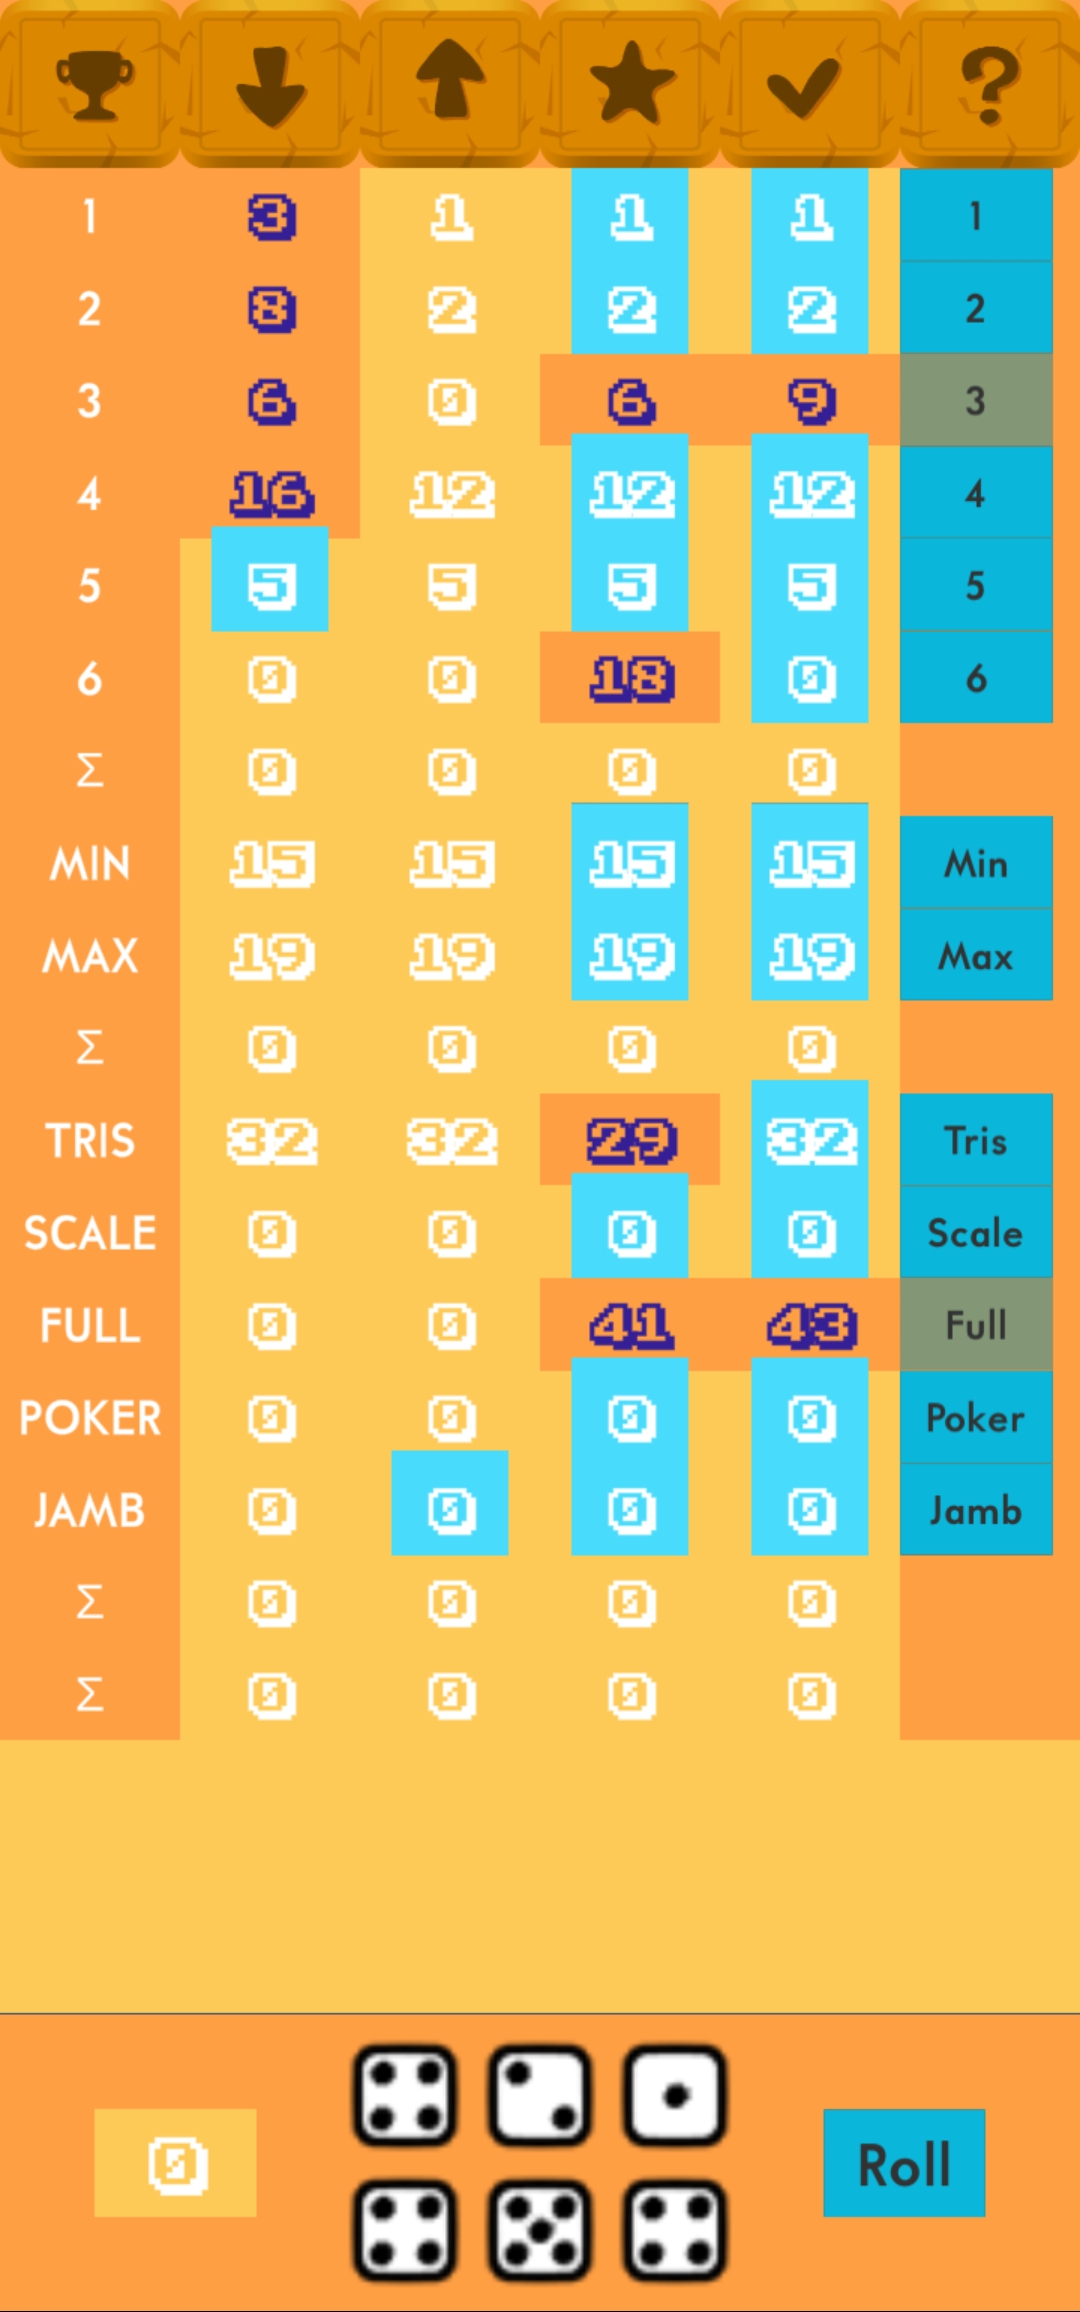 ?
1 3 1 1 1 1
2 8 2 2 2 2
3 6 0 6 9 3
4 16 12 12 12 4
5 5 5 5 5 5
6 0 0 18 0 6
Σ 0 0 0 0
MIN 15 15 15 15 Min
MAX 19 19 19 19 Max
Σ 0 0 0 0
TRIS 32 32 29 32 Tris
SCALE 0 0 0 0 Scale
FULL 0 0 41 43 Full
POKER 0 0 0 0 Poker
JAMB 0 0 0 0 Jamb
Σ 0 0 0 0
Σ 0 0 0 0
0 Roll